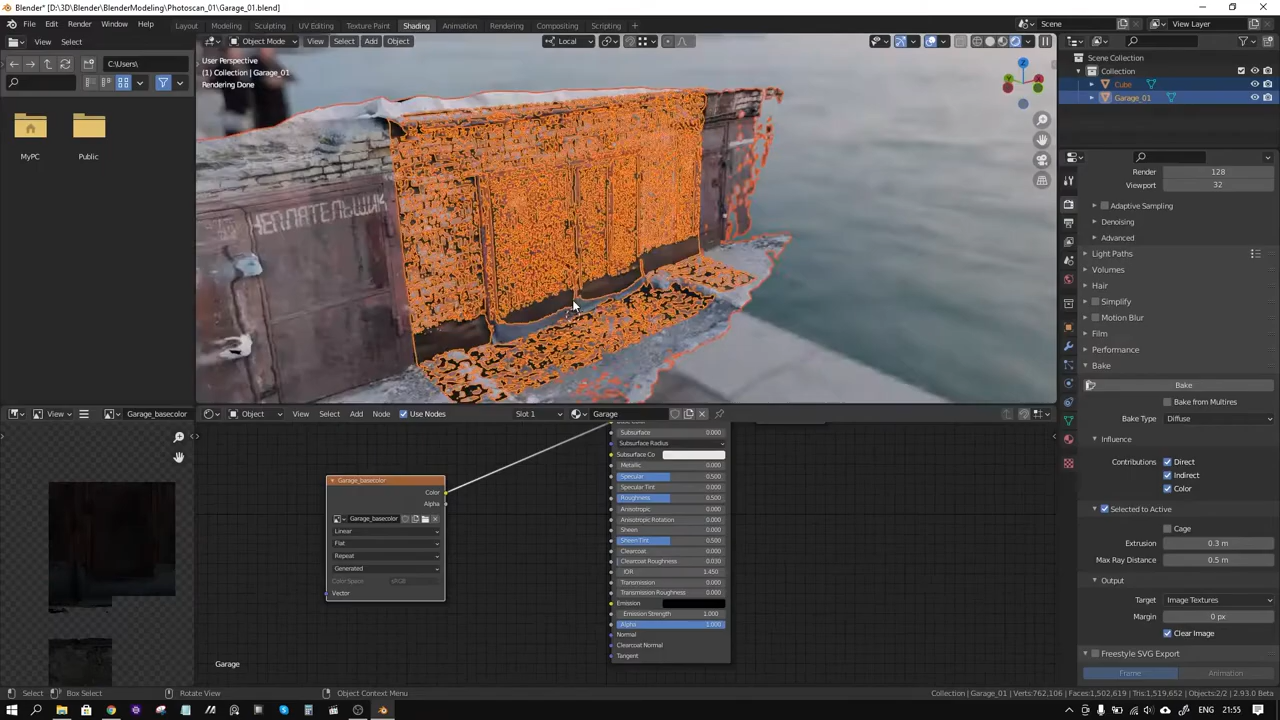 Blender* [D:\3D\Blender\BlenderModeling\Photoscan_01\Garage_01.blend]
File Edit Render Window Help Layout Modeling Sculpting UV Editing Texture Paint Shading Animation Rendering Compositing Scripting Scene View Layer
View Select Object Mode View Select Add Object Local
C:\Users\
MyPC Public
User Perspective
(1) Collection | Garage_01
Rendering Done
НЕПЛАТЕЛЬЩИК
Scene Collection
Collection
Cube
Garage_01
Render 128
Viewport 32
Adaptive Sampling
Denoising
Advanced
Light Paths
Volumes
Hair
Simplify
Motion Blur
Film
Performance
Bake
Bake
Bake from Multires
Bake Type Diffuse
Influence
Contributions Direct
Indirect
Color
Selected to Active
Cage
Extrusion 0.3 m
Max Ray Distance 0.5 m
Output
Target Image Textures
Margin 0 px
Clear Image
Freestyle SVG Export
Frame Animation
View Garage_basecolor Object View Select Add Node Use Nodes Slot 1 Garage
Garage_basecolor
Color
Alpha
Garage_basecolor
Linear
Flat
Repeat
Generated
Color Space sRGB
Vector
Subsurface 0.000
Subsurface Radius
Subsurface Co
Metallic 0.000
Specular 0.500
Specular Tint 0.000
Roughness 0.500
Anisotropic 0.000
Anisotropic Rotation 0.000
Sheen 0.000
Sheen Tint 0.500
Clearcoat 0.000
Clearcoat Roughness 0.030
IOR 1.450
Transmission 0.000
Transmission Roughness 0.000
Emission
Emission Strength 1.000
Alpha 1.000
Normal
Clearcoat Normal
Tangent
Garage
Select Box Select Rotate View Object Context Menu Collection | Garage_01 | Verts:762,106 | Faces:1,502,619 | Tris:1,519,652 | Objects:2/2 | 2.93.0 Beta
ENG 21:55